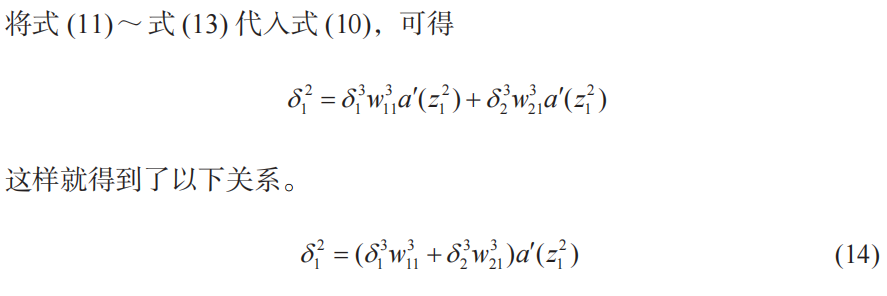 将式 (11)～ 式 (13) 代入式 (10)，可得
δ₁² = δ₁³w₁₁³a′(z₁²) + δ₂³w₂₁³a′(z₁²)
这样就得到了以下关系。
δ₁² = (δ₁³w₁₁³ + δ₂³w₂₁³)a′(z₁²) (14)